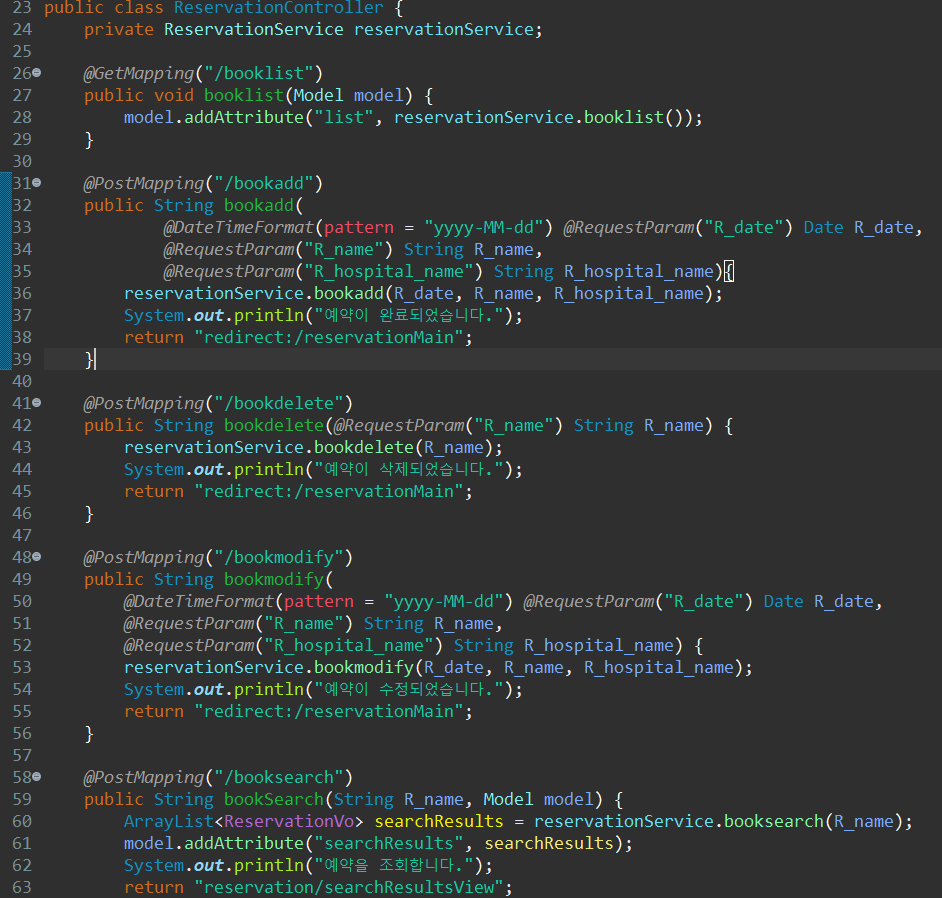 23 public class ReservationController {
24     private ReservationService reservationService;
25
26     @GetMapping("/booklist")
27     public void booklist(Model model) {
28         model.addAttribute("list", reservationService.booklist());
29     }
30
31     @PostMapping("/bookadd")
32     public String bookadd(
33             @DateTimeFormat(pattern = "yyyy-MM-dd") @RequestParam("R_date") Date R_date,
34             @RequestParam("R_name") String R_name,
35             @RequestParam("R_hospital_name") String R_hospital_name){
36         reservationService.bookadd(R_date, R_name, R_hospital_name);
37         System.out.println("예약이 완료되었습니다.");
38         return "redirect:/reservationMain";
39     }
40
41     @PostMapping("/bookdelete")
42     public String bookdelete(@RequestParam("R_name") String R_name) {
43         reservationService.bookdelete(R_name);
44         System.out.println("예약이 삭제되었습니다.");
45         return "redirect:/reservationMain";
46     }
47
48     @PostMapping("/bookmodify")
49     public String bookmodify(
50         @DateTimeFormat(pattern = "yyyy-MM-dd") @RequestParam("R_date") Date R_date,
51         @RequestParam("R_name") String R_name,
52         @RequestParam("R_hospital_name") String R_hospital_name) {
53         reservationService.bookmodify(R_date, R_name, R_hospital_name);
54         System.out.println("예약이 수정되었습니다.");
55         return "redirect:/reservationMain";
56     }
57
58     @PostMapping("/booksearch")
59     public String bookSearch(String R_name, Model model) {
60         ArrayList<ReservationVo> searchResults = reservationService.booksearch(R_name);
61         model.addAttribute("searchResults", searchResults);
62         System.out.println("예약을 조회합니다.");
63         return "reservation/searchResultsView";